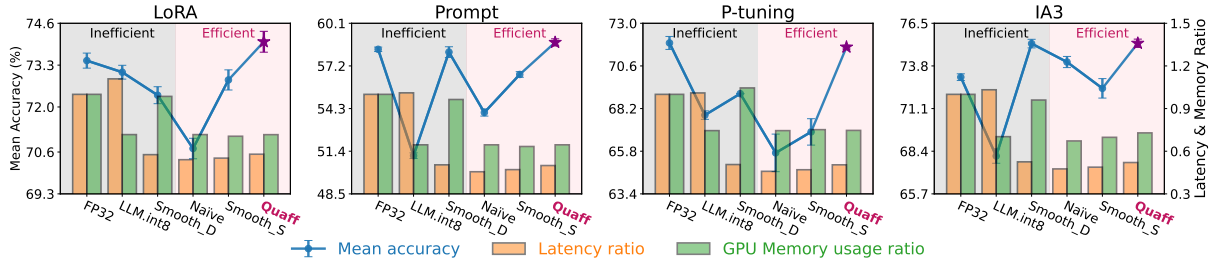 LoRA
Mean Accuracy (%)
74.6
73.3
72.0
70.6
69.3
Inefficient
Efficient
FP32
LLM.int8
Smooth_D
Naïve
Smooth_S
Quaff
Prompt
60.1
57.2
54.3
51.4
48.5
Inefficient
Efficient
FP32
LLM.int8
Smooth_D
Naïve
Smooth_S
Quaff
P-tuning
73.0
70.6
68.2
65.8
63.4
Inefficient
Efficient
FP32
LLM.int8
Smooth_D
Naïve
Smooth_S
Quaff
IA3
76.5
73.8
71.1
68.4
65.7
Inefficient
Efficient
FP32
LLM.int8
Smooth_D
Naïve
Smooth_S
Quaff
1.5
1.2
0.9
0.6
0.3
Latency & Memory Ratio
Mean accuracy
Latency ratio
GPU Memory usage ratio